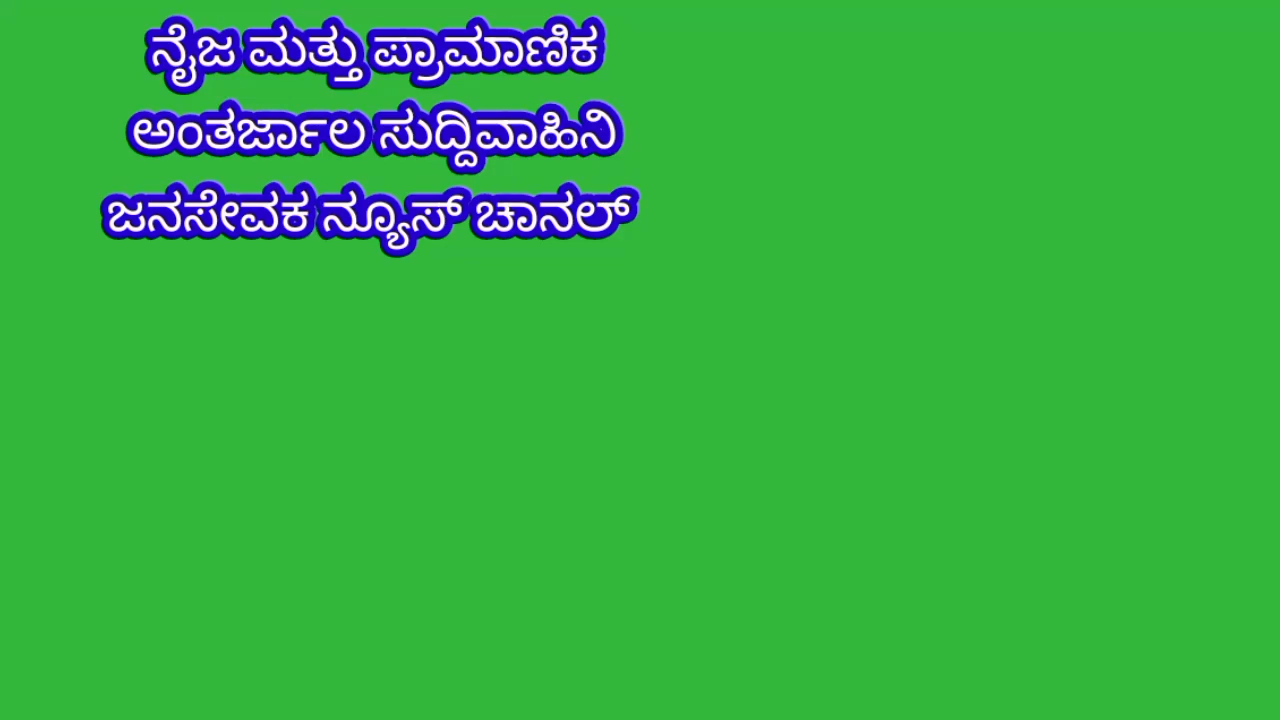 ನೈಜ ಮತ್ತು ಪ್ರಾಮಾಣಿಕ
ಅಂತರ್ಜಾಲ ಸುದ್ದಿವಾಹಿನಿ
ಜನಸೇವಕ ನ್ಯೂಸ್ ಚಾನಲ್